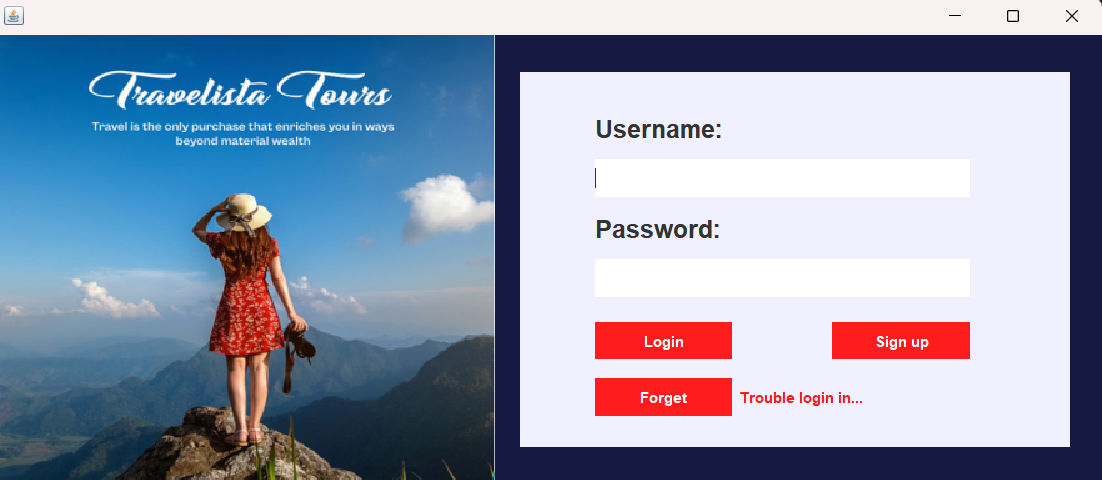 Travelista Tours
Travel is the only purchase that enriches you in ways
beyond material wealth
Username:
Password:
Login
Sign up
Forget
Trouble login in...